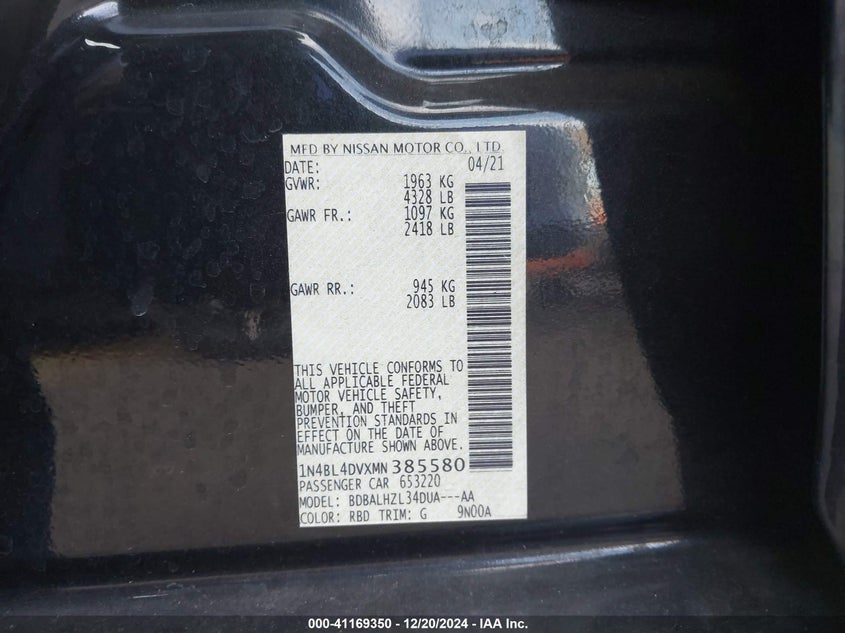 MFD BY NISSAN MOTOR CO., LTD.
DATE: 04/21
GVWR: 1963 KG
4328 LB
GAWR FR.: 1097 KG
2418 LB
GAWR RR.: 945 KG
2083 LB
THIS VEHICLE CONFORMS TO
ALL APPLICABLE FEDERAL
MOTOR VEHICLE SAFETY,
BUMPER, AND THEFT
PREVENTION STANDARDS IN
EFFECT ON THE DATE OF
MANUFACTURE SHOWN ABOVE.
1N4BL4DVXMN385580
PASSENGER CAR 653220
MODEL: BDBALHZL34DUA---AA
COLOR: RBD TRIM: G 9N00A
000-41169350 - 12/20/2024 - IAA Inc.